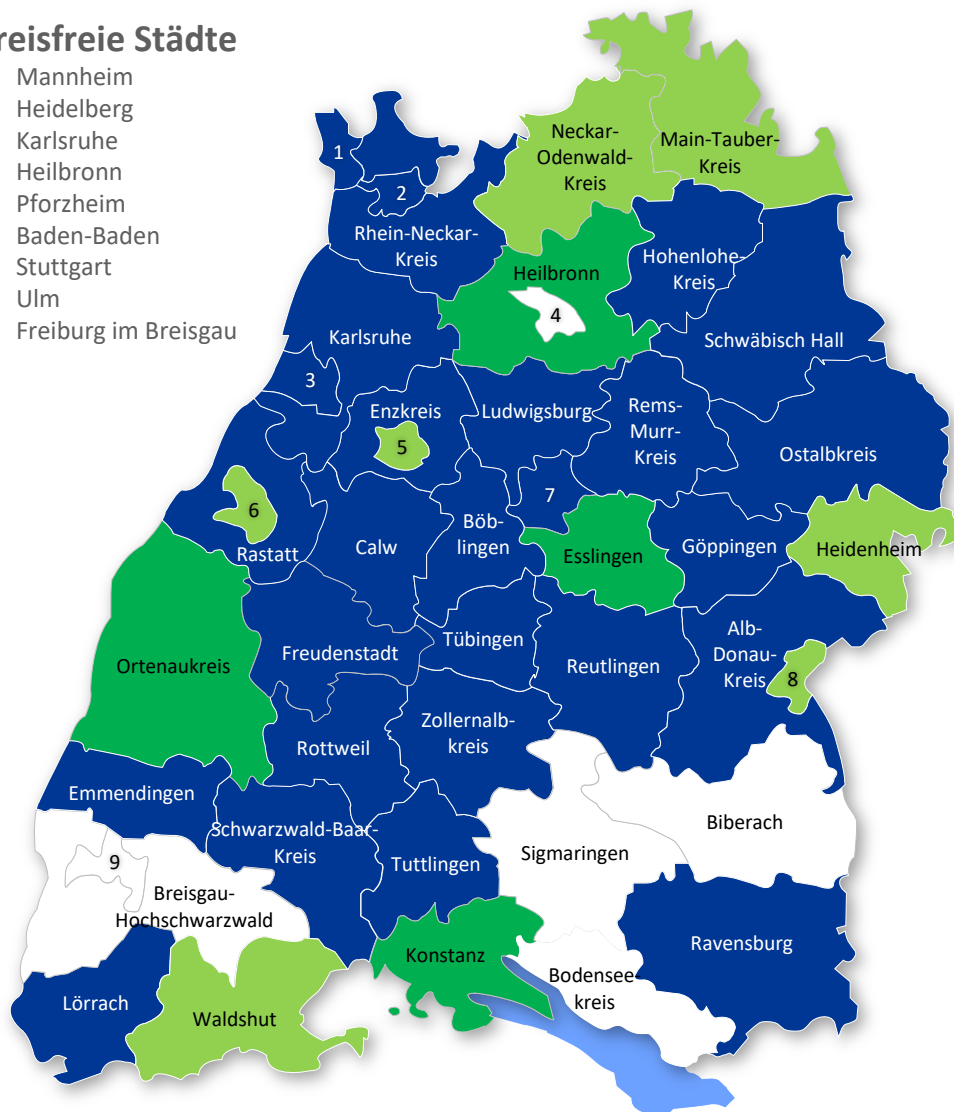 reisfreie Städte
Mannheim
Heidelberg
Karlsruhe
Heilbronn
Pforzheim
Baden-Baden
Stuttgart
Ulm
Freiburg im Breisgau
1
2
Neckar-
Odenwald-
Kreis
Main-Tauber-
Kreis
Rhein-Neckar-
Kreis
Heilbronn
4
Hohenlohe-
Kreis
Karlsruhe
Schwäbisch Hall
3
Enzkreis
5
Ludwigsburg
Rems-
Murr-
Kreis
Ostalbkreis
6
Rastatt
Calw
Böb-
lingen
7
Esslingen
Göppingen
Heidenheim
Ortenaukreis
Freudenstadt
Tübingen
Reutlingen
Alb-
Donau-
Kreis
8
Rottweil
Zollernalb-
kreis
Emmendingen
Schwarzwald-Baar-
Kreis
Tuttlingen
Sigmaringen
Biberach
9
Breisgau-
Hochschwarzwald
Konstanz
Bodensee-
kreis
Ravensburg
Lörrach
Waldshut